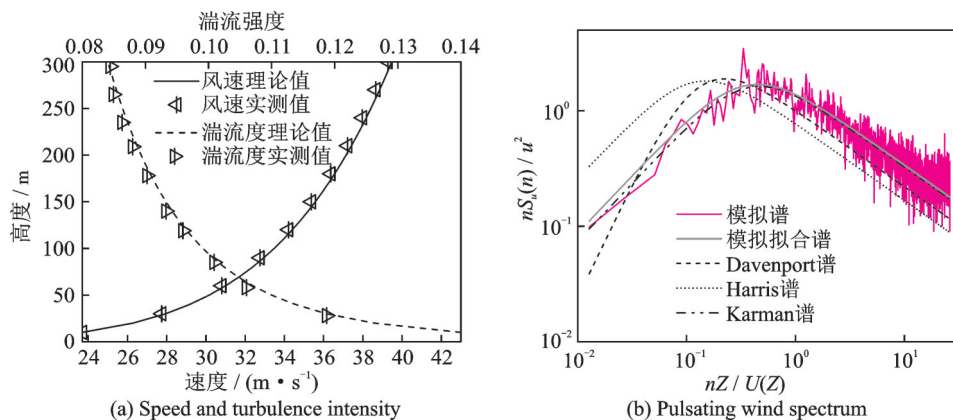 湍流强度
0.08 0.09 0.10 0.11 0.12 0.13 0.14
300
250
200
150
100
50
0
高度 / m
风速理论值
风速实测值
湍流度理论值
湍流度实测值
24 26 28 30 32 34 36 38 40 42
速度 / (m·s⁻¹)
(a) Speed and turbulence intensity
10⁰
10⁻¹
10⁻²
nSᵤ(n) / u²
模拟谱
模拟拟合谱
Davenport谱
Harris谱
Karman谱
10⁻² 10⁻¹ 10⁰ 10¹
nZ / U(Z)
(b) Pulsating wind spectrum